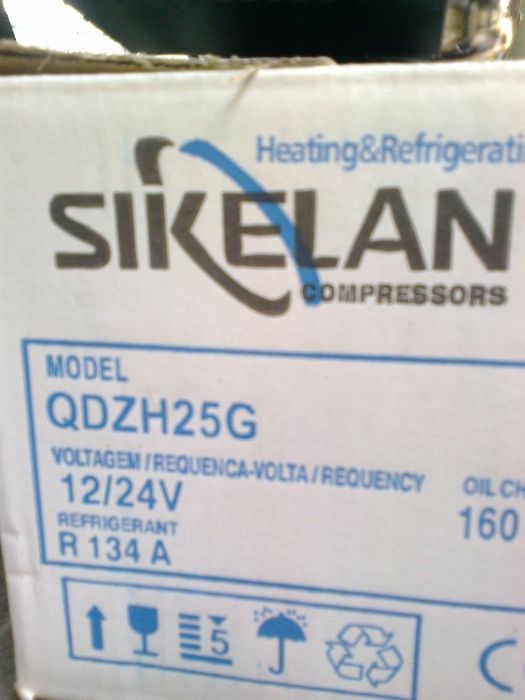 Heating&Refrigerati
SIKELAN
COMPRESSORS
MODEL
QDZH25G
VOLTAGEM/REQUENCA-VOLTA/REQUENCY
12/24V
OIL CH
160
REFRIGERANT
R 134 A
5